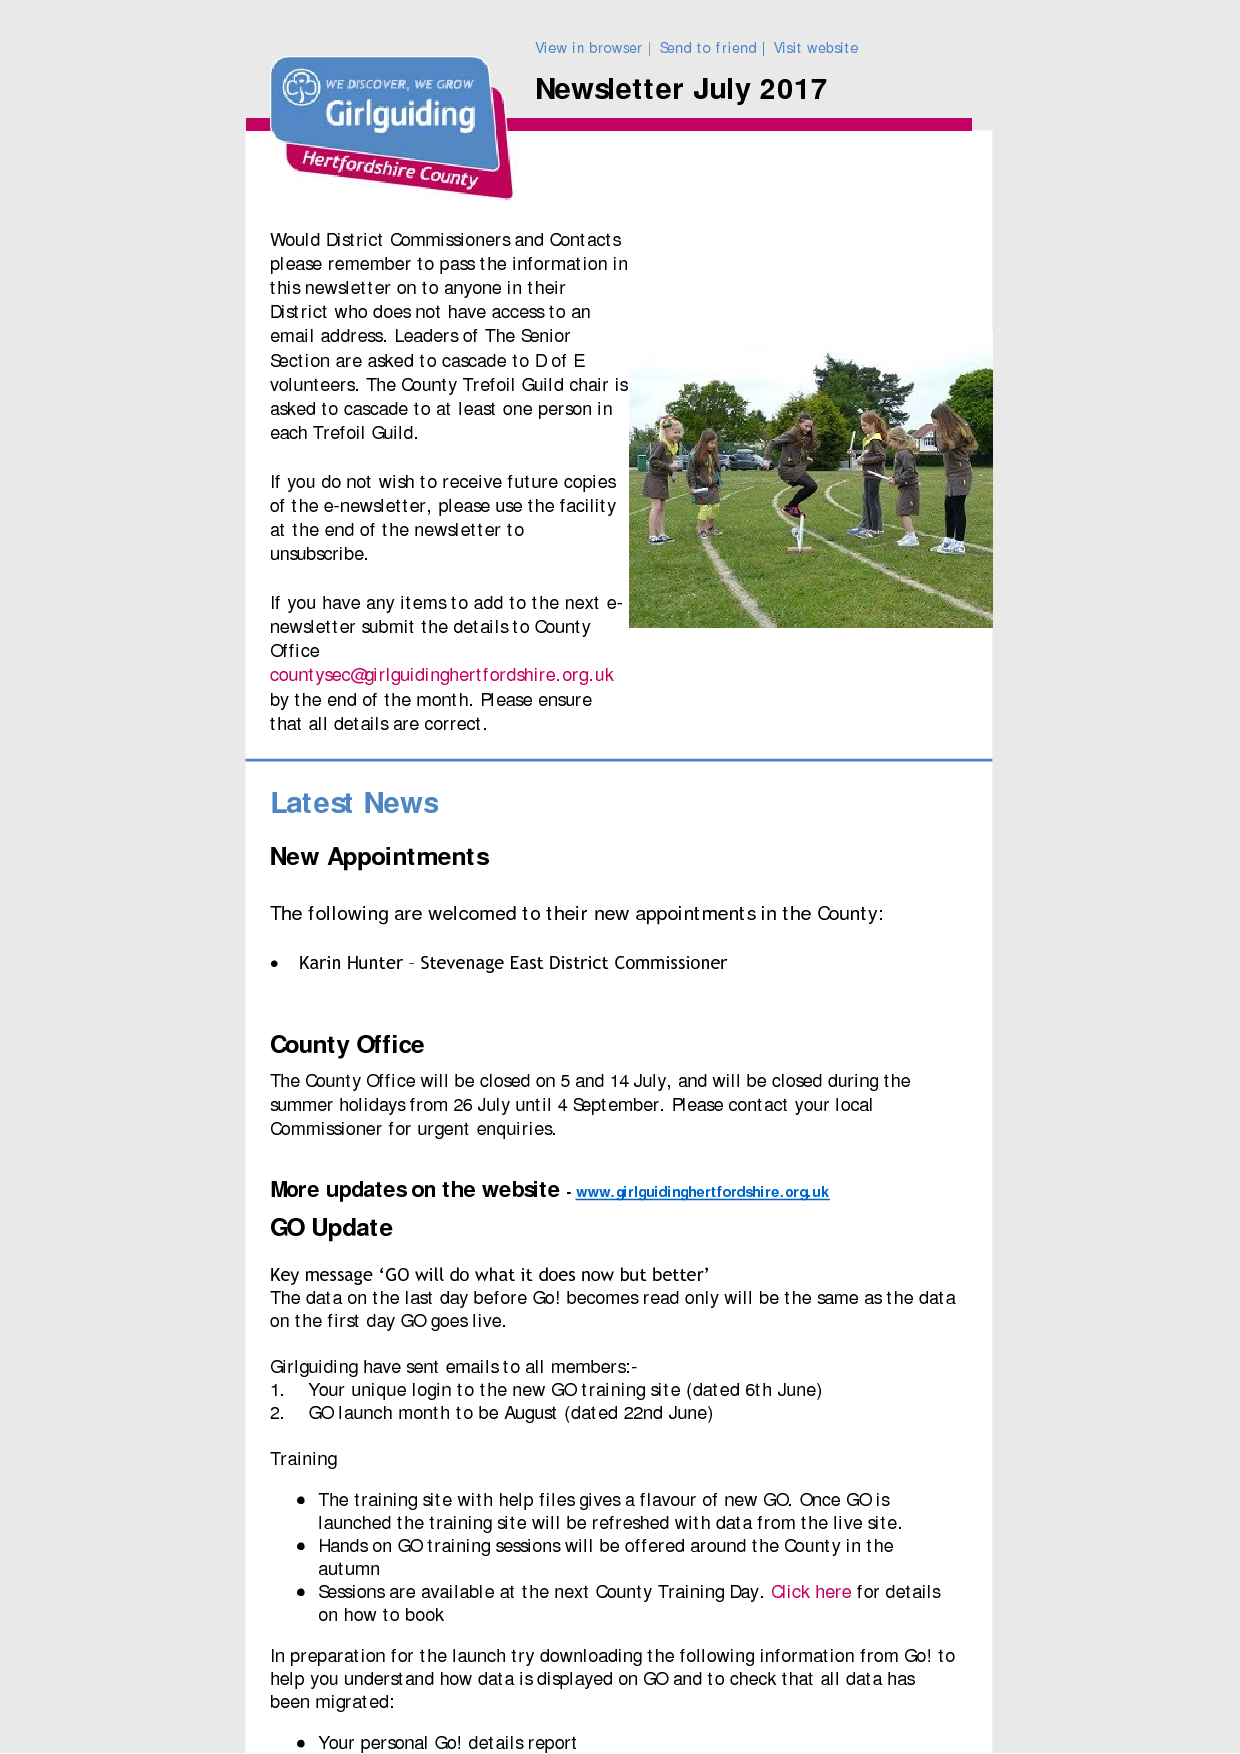 View in browser | Send to friend | Visit website
Newsletter July 2017
WE DISCOVER, WE GROW
Girlguiding
Hertfordshire County
Would District Commissioners and Contacts
please remember to pass the information in
this newsletter on to anyone in their
District who does not have access to an
email address. Leaders of The Senior
Section are asked to cascade to D of E
volunteers. The County Trefoil Guild chair is
asked to cascade to at least one person in
each Trefoil Guild.
If you do not wish to receive future copies
of the e-newsletter, please use the facility
at the end of the newsletter to
unsubscribe.
If you have any items to add to the next e-
newsletter submit the details to County
Office
countysec@girlguidinghertfordshire.org.uk
by the end of the month. Please ensure
that all details are correct.
Latest News
New Appointments
The following are welcomed to their new appointments in the County:
• Karin Hunter - Stevenage East District Commissioner
County Office
The County Office will be closed on 5 and 14 July, and will be closed during the
summer holidays from 26 July until 4 September. Please contact your local
Commissioner for urgent enquiries.
More updates on the website - www.girlguidinghertfordshire.org.uk
GO Update
Key message ‘GO will do what it does now but better’
The data on the last day before Go! becomes read only will be the same as the data
on the first day GO goes live.
Girlguiding have sent emails to all members:-
1. Your unique login to the new GO training site (dated 6th June)
2. GO launch month to be August (dated 22nd June)
Training
• The training site with help files gives a flavour of new GO. Once GO is
launched the training site will be refreshed with data from the live site.
• Hands on GO training sessions will be offered around the County in the
autumn
• Sessions are available at the next County Training Day. Click here for details
on how to book
In preparation for the launch try downloading the following information from Go! to
help you understand how data is displayed on GO and to check that all data has
been migrated:
• Your personal Go! details report